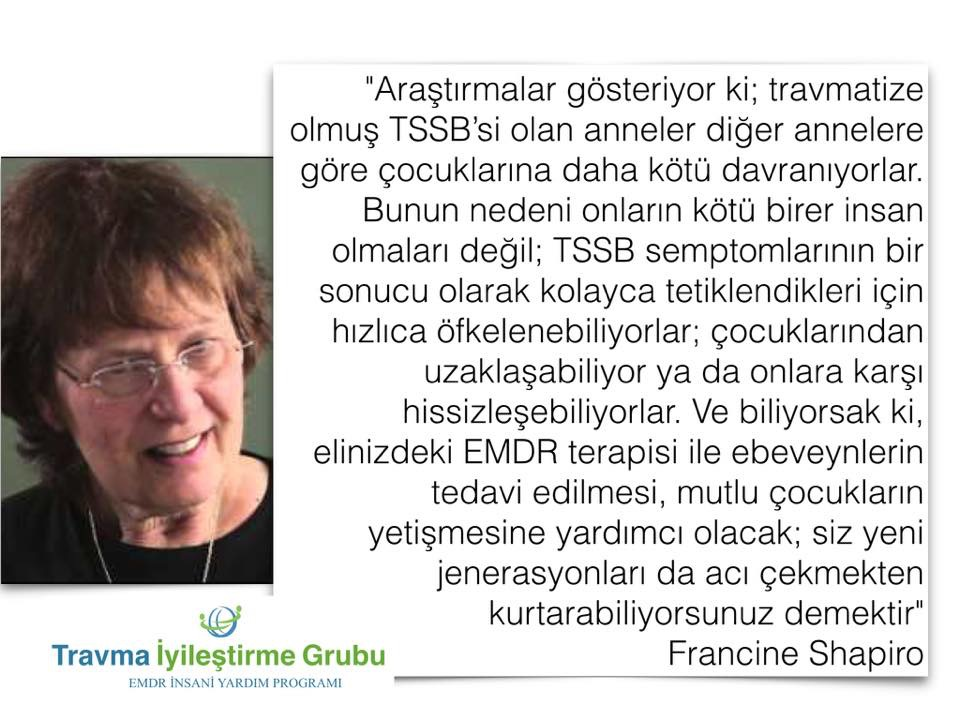 "Araştırmalar gösteriyor ki; travmatize
olmuş TSSB’si olan anneler diğer annelere
göre çocuklarına daha kötü davranıyorlar.
Bunun nedeni onların kötü birer insan
olmaları değil; TSSB semptomlarının bir
sonucu olarak kolayca tetiklendikleri için
hızlıca öfkelenebiliyorlar; çocuklarından
uzaklaşabiliyor ya da onlara karşı
hissizleşebiliyorlar. Ve biliyorsak ki,
elinizdeki EMDR terapisi ile ebeveynlerin
tedavi edilmesi, mutlu çocukların
yetişmesine yardımcı olacak; siz yeni
jenerasyonları da acı çekmekten
kurtarabiliyorsunuz demektir"
Francine Shapiro
Travma İyileştirme Grubu
EMDR İNSANİ YARDIM PROGRAMI